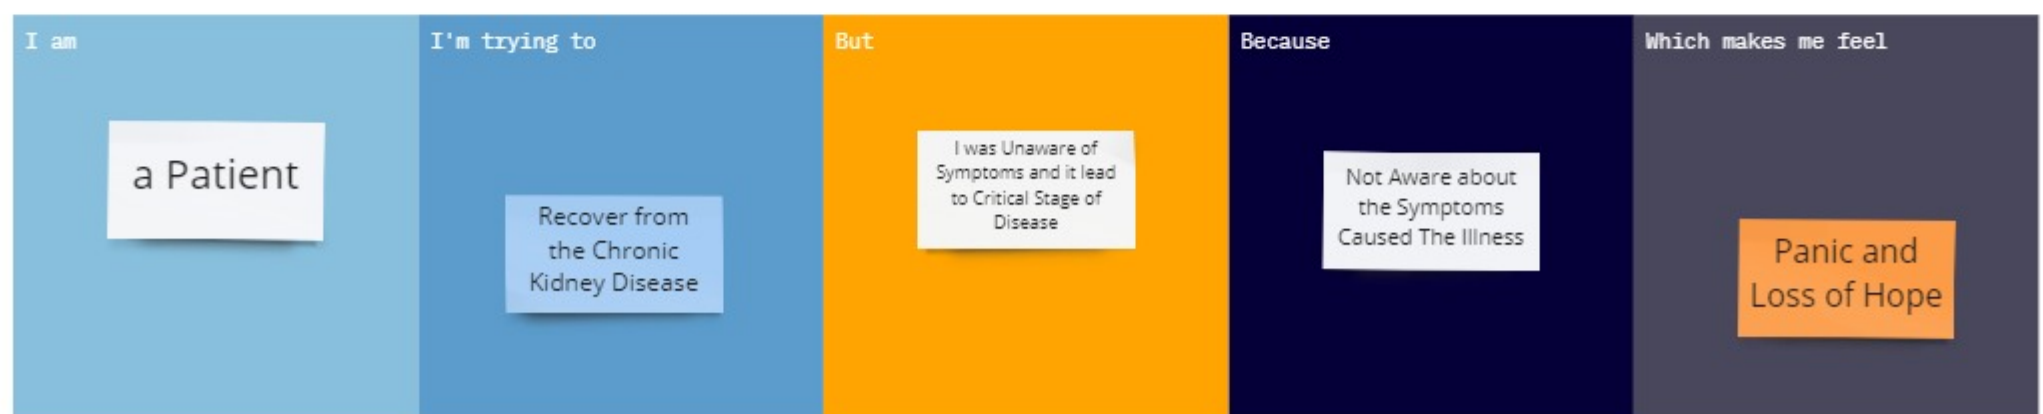 I am
a Patient
I'm trying to
Recover from
the Chronic
Kidney Disease
But
I was Unaware of
Symptoms and it lead
to Critical Stage of
Disease
Because
Not Aware about
the Symptoms
Caused The Illness
Which makes me feel
Panic and
Loss of Hope